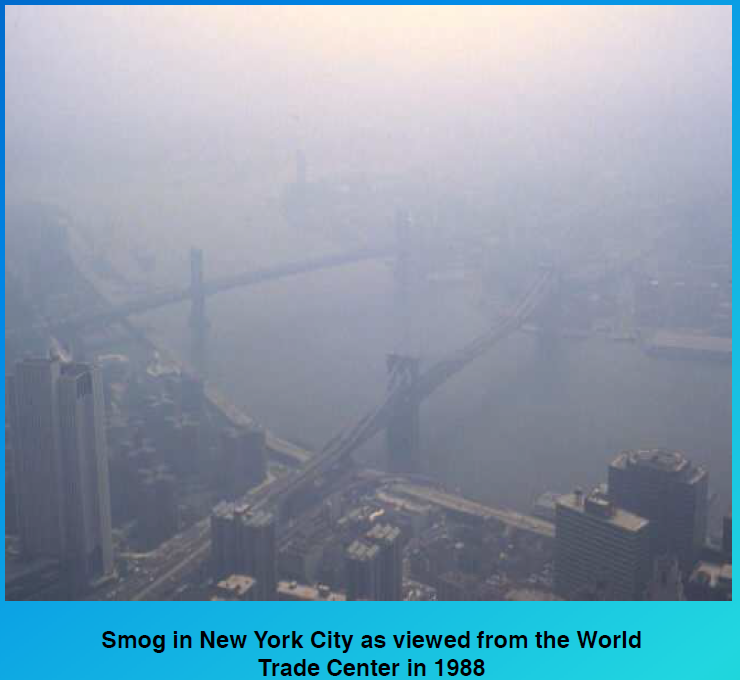 Smog in New York City as viewed from the World
Trade Center in 1988